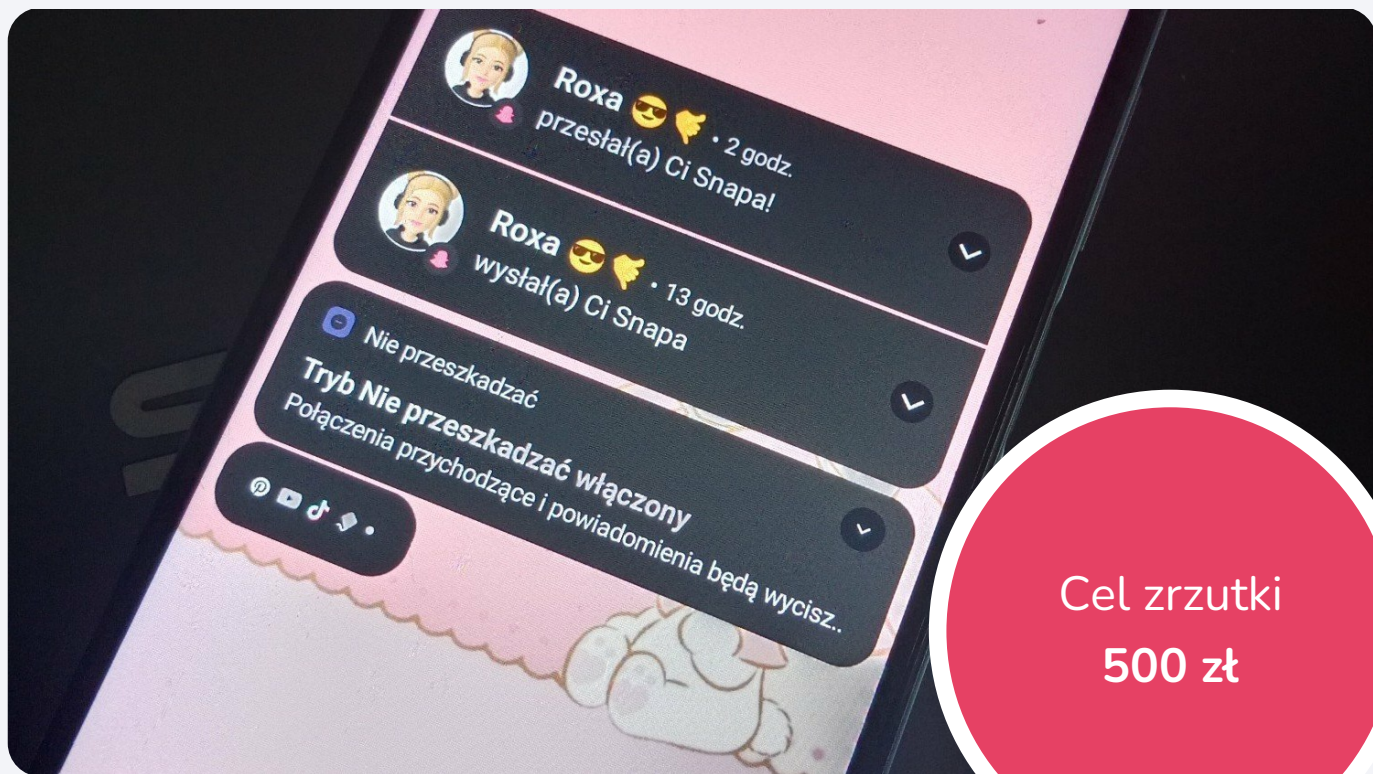 Roxa 😎🤙 • 2 godz.
przesłał(a) Ci Snapa!
Roxa 😎🤙 • 13 godz.
wysłał(a) Ci Snapa
Nie przeszkadzać
Tryb Nie przeszkadzać włączony
Połączenia przychodzące i powiadomienia będą wycisz..
Cel zrzutki
500 zł